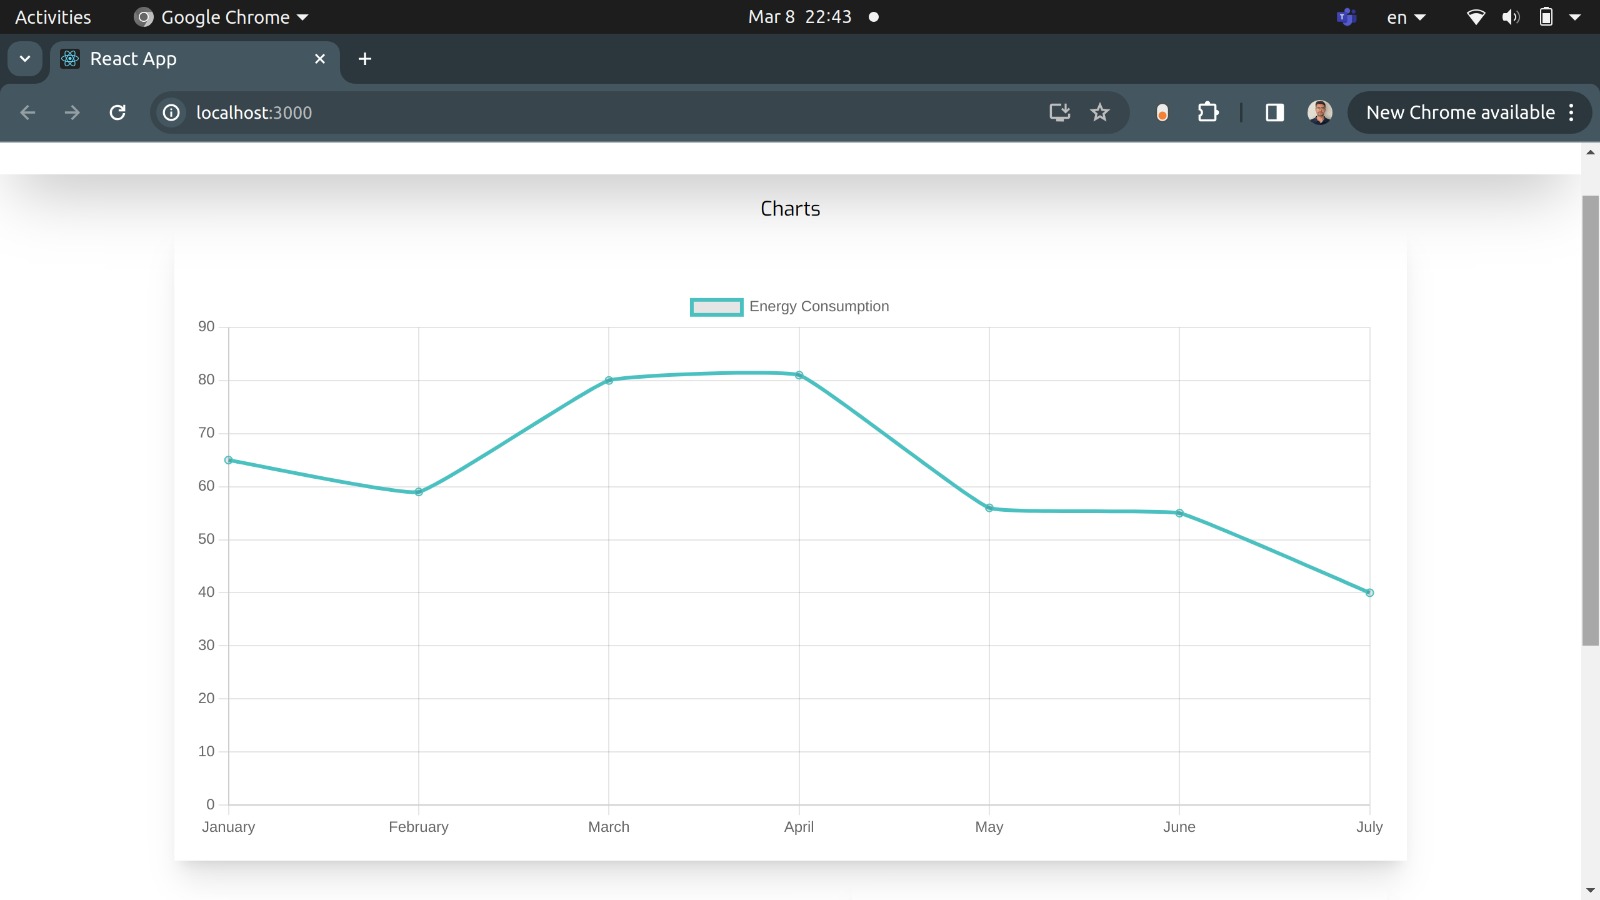 Activities Google Chrome Mar 8 22:43 en
React App
localhost:3000 New Chrome available
Charts
Energy Consumption
90
80
70
60
50
40
30
20
10
0
January February March April May June July